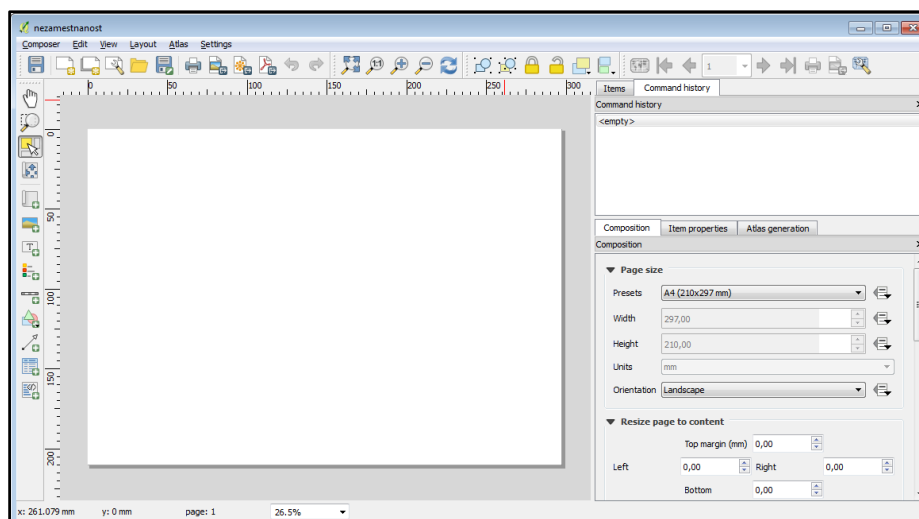 nezamestnanost
Composer Edit View Layout Atlas Settings
1:1
1
0 50 100 150 200 250 300
0
50
100
150
200
Items Command history
Command history
<empty>
Composition Item properties Atlas generation
Composition
Page size
Presets A4 (210x297 mm)
Width 297,00
Height 210,00
Units mm
Orientation Landscape
Resize page to content
Top margin (mm) 0,00
Left 0,00 Right 0,00
Bottom 0,00
x: 261.079 mm y: 0 mm page: 1 26.5%